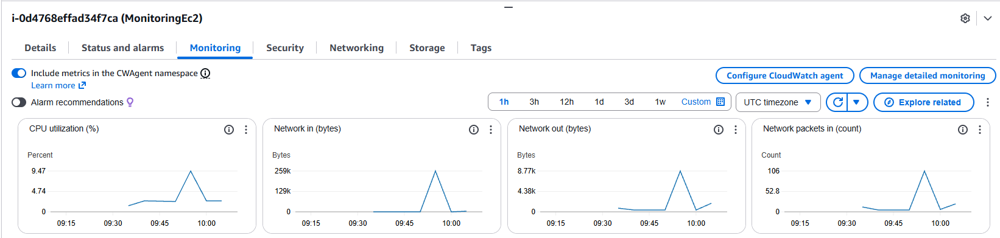 i-0d4768effad34f7ca (MonitoringEc2)
Details Status and alarms Monitoring Security Networking Storage Tags
Include metrics in the CWAgent namespace
Learn more
Configure CloudWatch agent Manage detailed monitoring
Alarm recommendations
1h 3h 12h 1d 3d 1w Custom UTC timezone Explore related
CPU utilization (%)
Percent
9.47
4.74
0
09:15 09:30 09:45 10:00
Network in (bytes)
Bytes
259k
129k
0
09:15 09:30 09:45 10:00
Network out (bytes)
Bytes
8.77k
4.38k
0
09:15 09:30 09:45 10:00
Network packets in (count)
Count
106
52.8
0
09:15 09:30 09:45 10:00